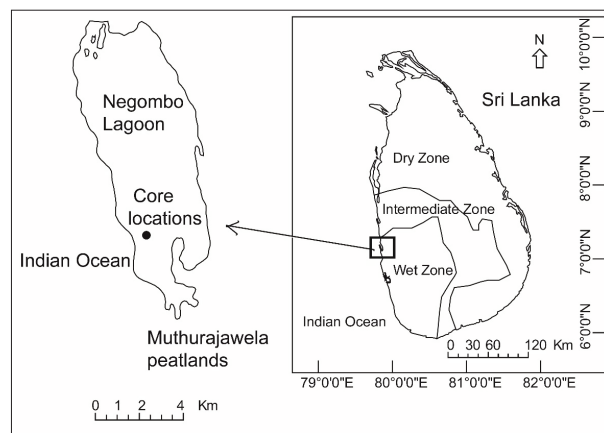 Negombo
Lagoon
Core
locations
Indian Ocean
Muthurajawela
peatlands
0 1 2 4 Km
N
Sri Lanka
Dry Zone
Intermediate Zone
Wet Zone
Indian Ocean
0 30 60 120 Km
10°0'0"N
9°0'0"N
8°0'0"N
7°0'0"N
6°0'0"N
79°0'0"E 80°0'0"E 81°0'0"E 82°0'0"E